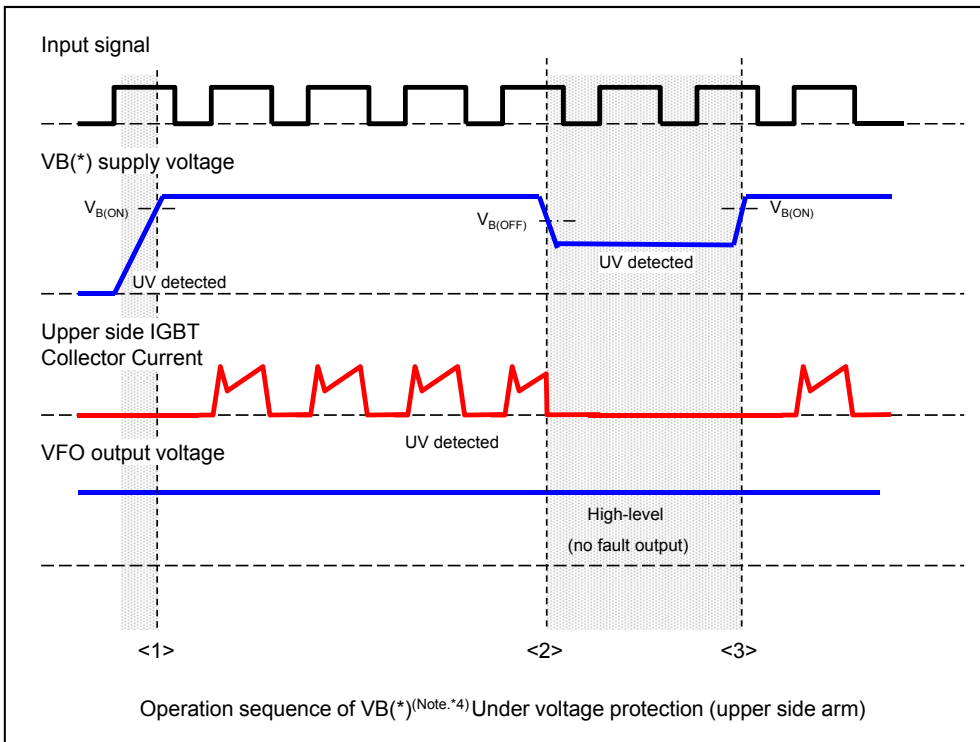 Input signal
VB(*) supply voltage
VB(ON)
VB(OFF)
VB(ON)
UV detected
UV detected
Upper side IGBT
Collector Current
UV detected
VFO output voltage
High-level
(no fault output)
<1>
<2>
<3>
Operation sequence of VB(*)(Note.*4) Under voltage protection (upper side arm)